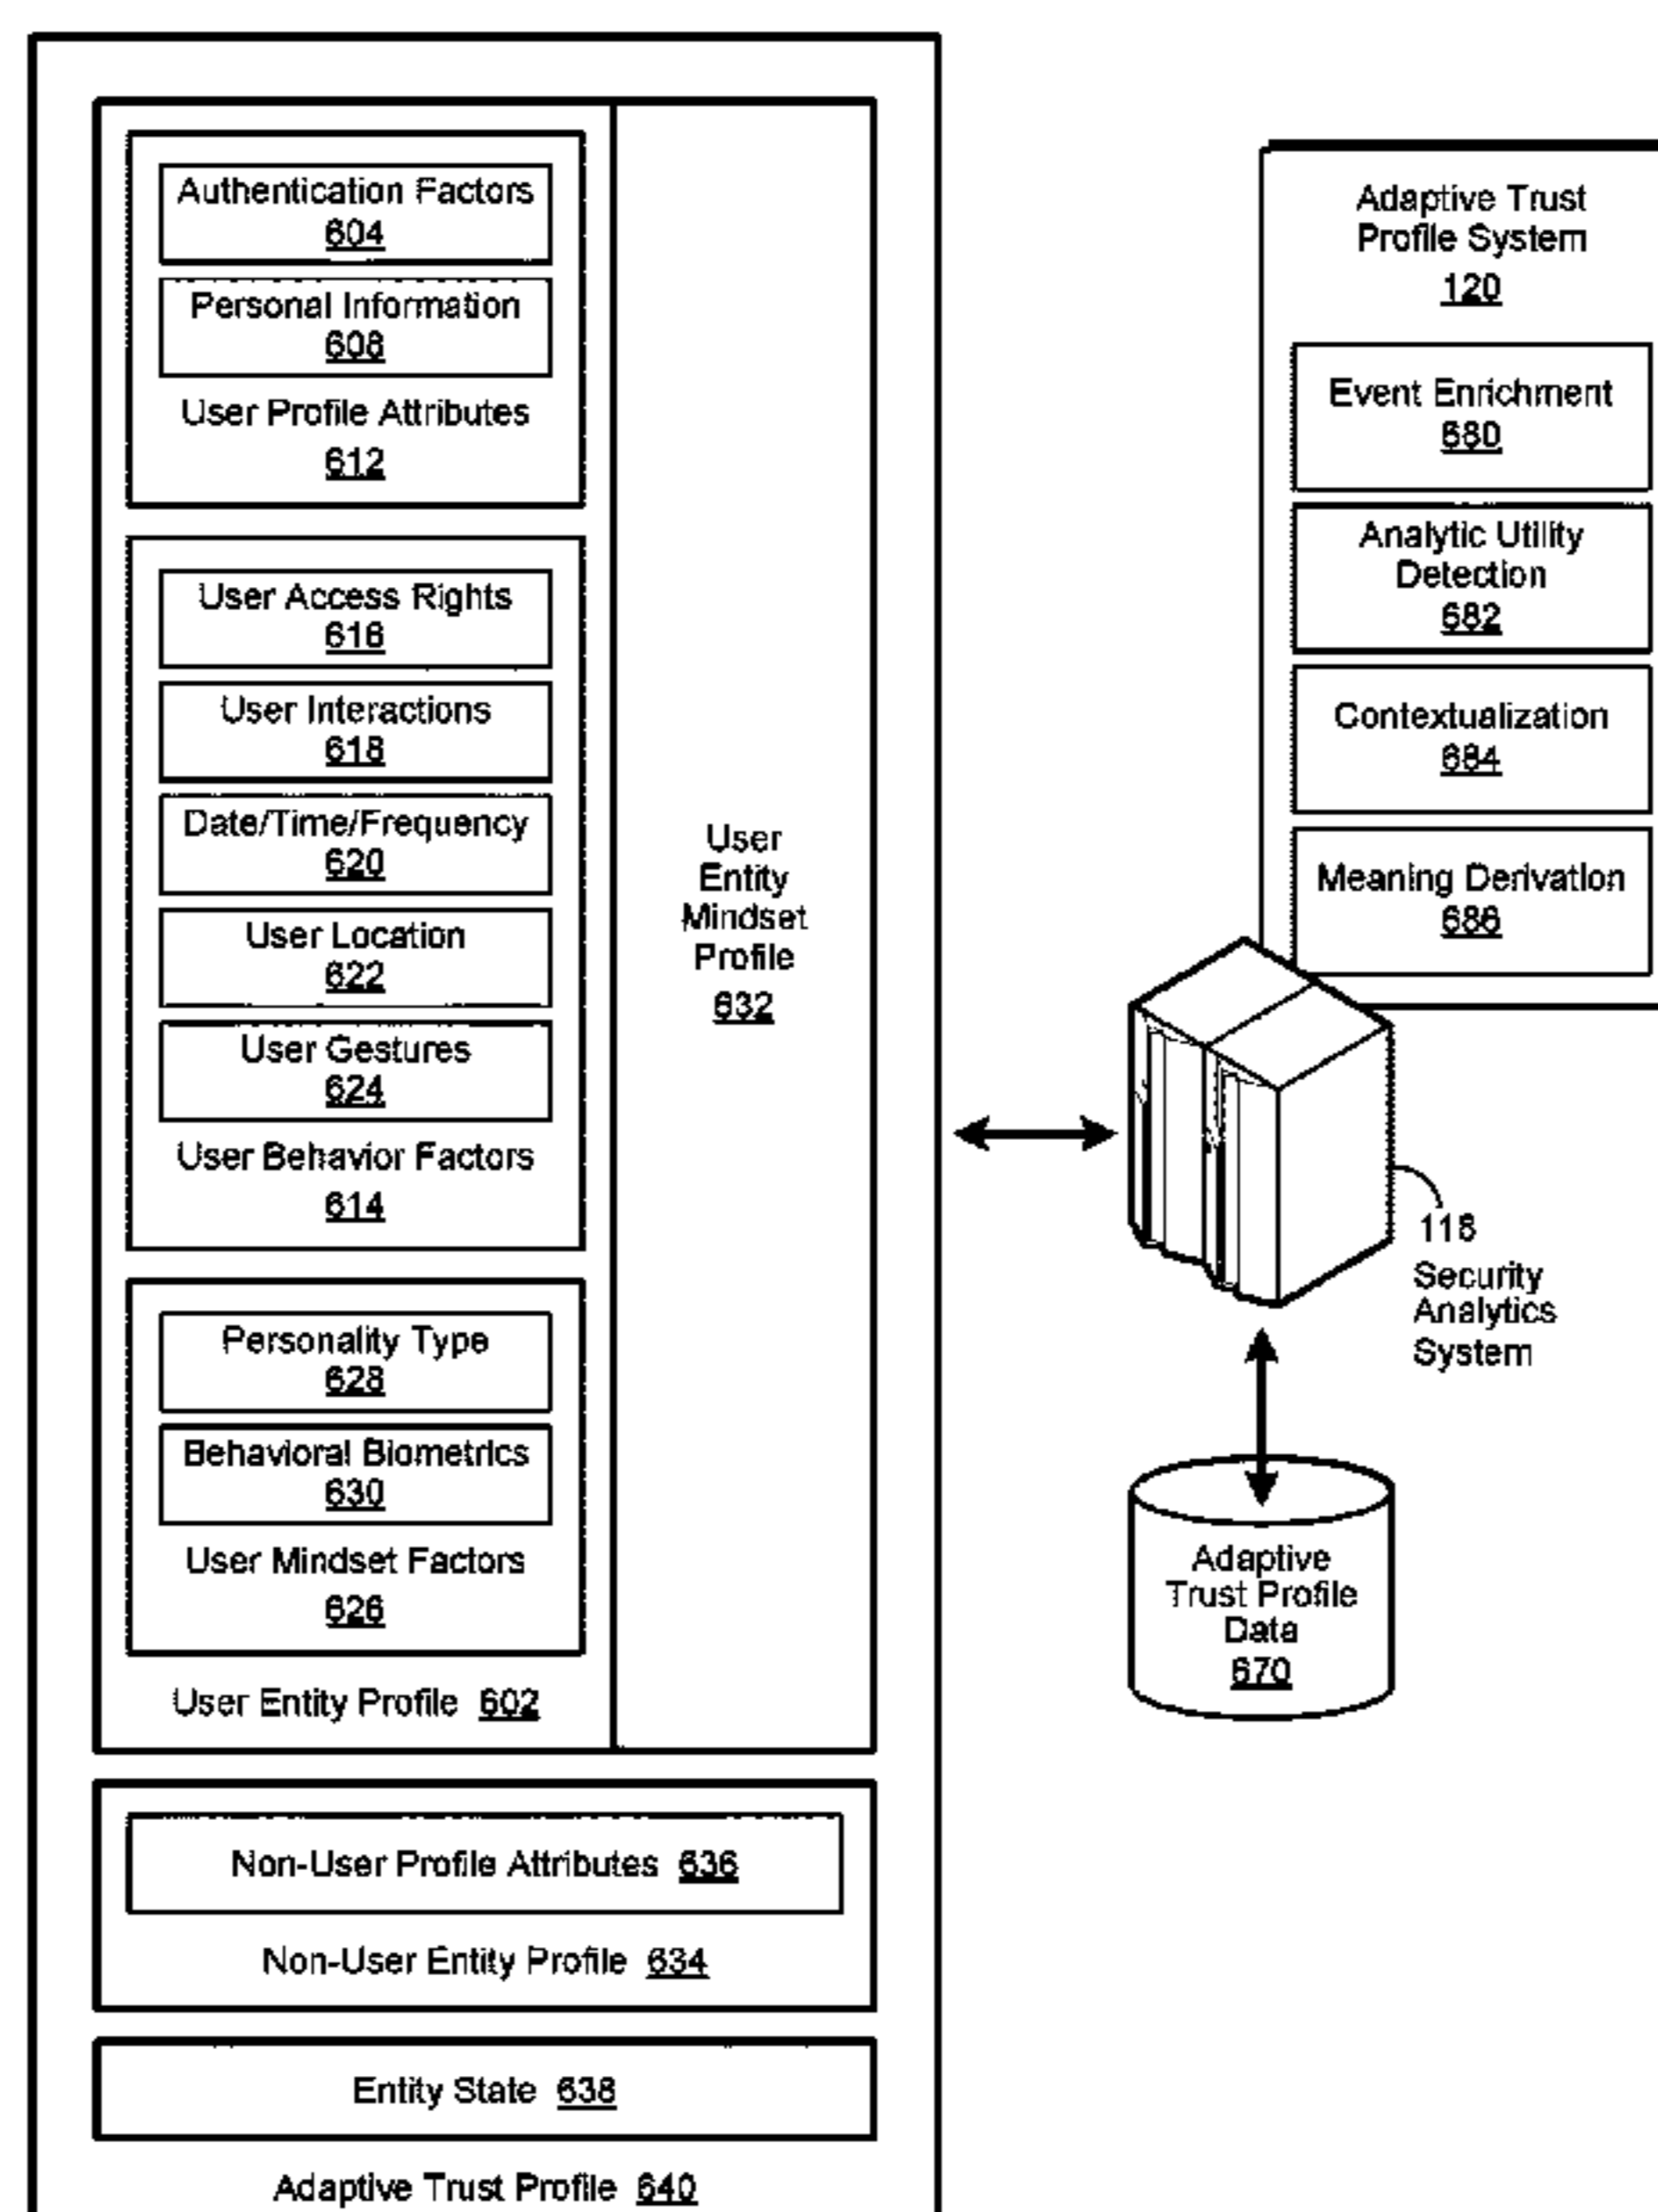 Authentication Factors
604
Personal Information
608
User Profile Attributes
612
User Access Rights
616
User Interactions
618
Date/Time/Frequency
620
User Location
622
User Gestures
624
User Behavior Factors
614
Personality Type
628
Behavioral Biometrics
630
User Mindset Factors
626
User Entity Profile 602
User
Entity
Mindset
Profile
632
Non-User Profile Attributes 636
Non-User Entity Profile 634
Entity State 638
Adaptive Trust Profile 640
Adaptive Trust
Profile System
120
Event Enrichment
680
Analytic Utility
Detection
682
Contextualization
684
Meaning Derivation
686
118
Security
Analytics
System
Adaptive
Trust Profile
Data
670